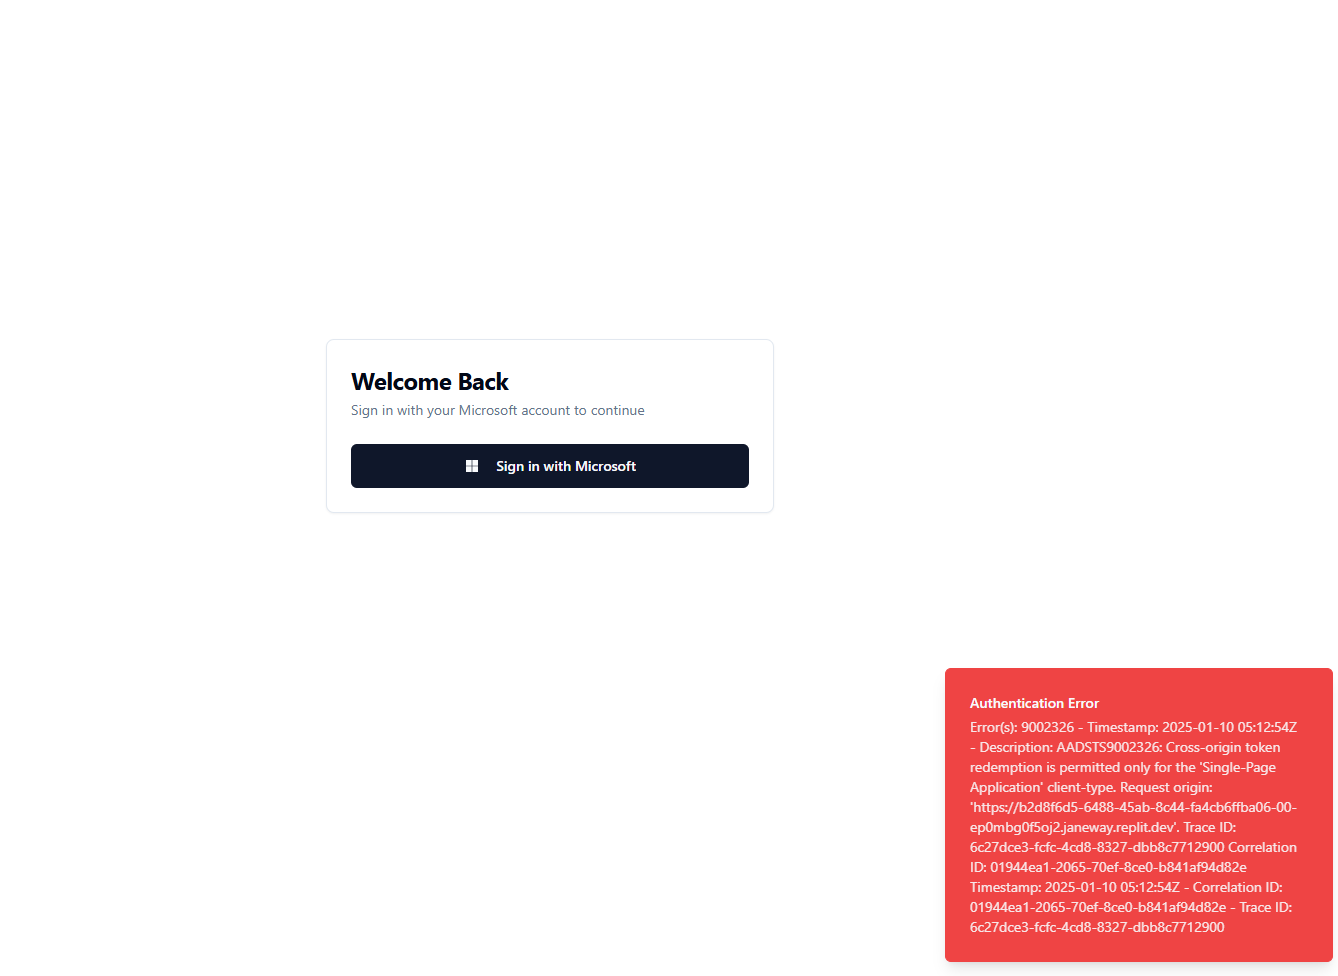 Welcome Back
Sign in with your Microsoft account to continue
Sign in with Microsoft
Authentication Error
Error(s): 9002326 - Timestamp: 2025-01-10 05:12:54Z
- Description: AADSTS9002326: Cross-origin token
redemption is permitted only for the 'Single-Page
Application' client-type. Request origin:
'https://b2d8f6d5-6488-45ab-8c44-fa4cb6ffba06-00-
ep0mbg0f5oj2.janeway.replit.dev'. Trace ID:
6c27dce3-fcfc-4cd8-8327-dbb8c7712900 Correlation
ID: 01944ea1-2065-70ef-8ce0-b841af94d82e
Timestamp: 2025-01-10 05:12:54Z - Correlation ID:
01944ea1-2065-70ef-8ce0-b841af94d82e - Trace ID:
6c27dce3-fcfc-4cd8-8327-dbb8c7712900